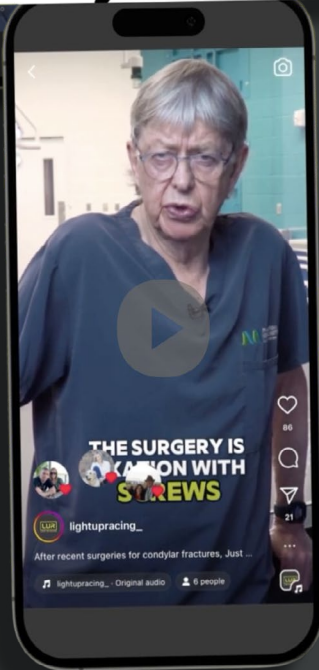 THE SURGERY IS
WITH
86
21
LUR
lightupracing_
After recent surgeries for condylar fractures, Just ...
lightupracing_ · Original audio
6 people